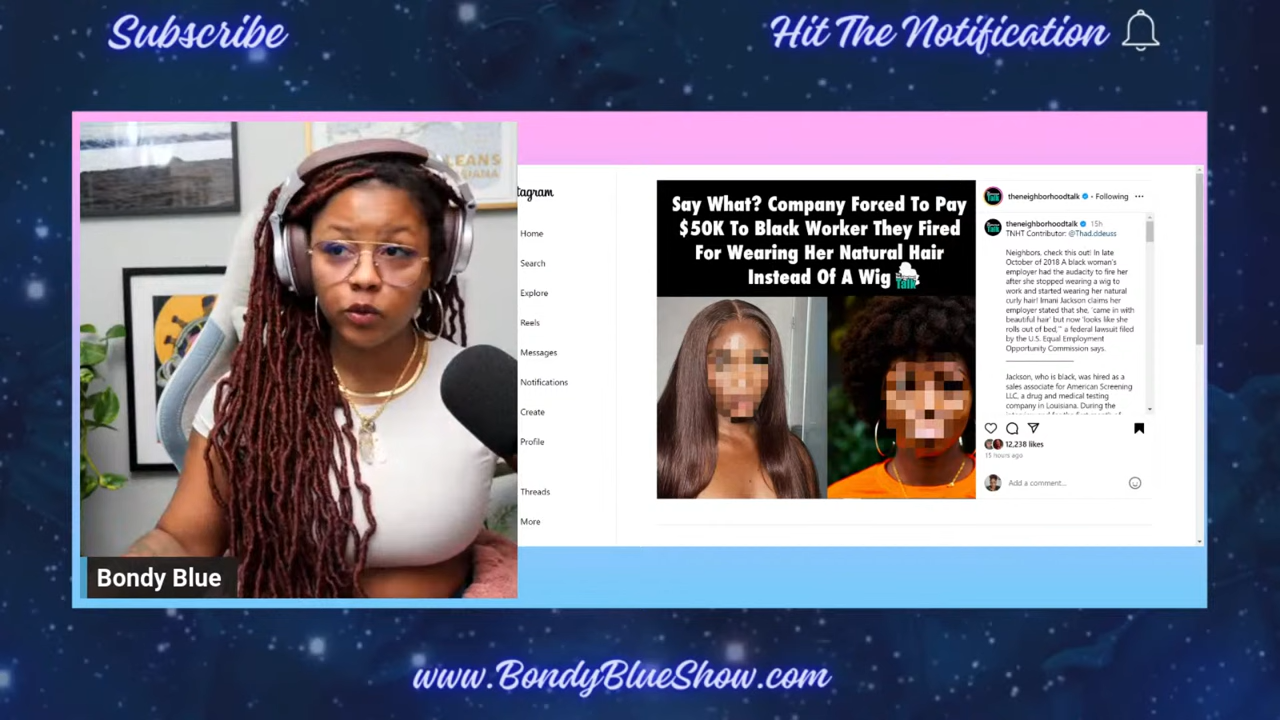 Subscribe
Hit The Notification
LEANS
SIANA
Bondy Blue
tagram
Home
Search
Explore
Reels
Messages
Notifications
Create
Profile
Threads
More
Say What? Company Forced To Pay
$50K To Black Worker They Fired
For Wearing Her Natural Hair
Instead Of A Wig
Talk
theneighborhoodtalk • Following
theneighborhoodtalk 15h
TNHT Contributor: @Thad.ddeuss
Neighbors, check this out! In late
October of 2018 A black woman's
employer had the audacity to fire her
after she stopped wearing a wig to
work and started wearing her natural
curly hair! Imani Jackson claims her
employer stated that she, 'came in with
beautiful hair' but now 'looks like she
rolls out of bed,'" a federal lawsuit filed
by the U.S. Equal Employment
Opportunity Commission says.
Jackson, who is black, was hired as a
sales associate for American Screening
LLC, a drug and medical testing
company in Louisiana. During the
12,238 likes
15 hours ago
Add a comment...
www.BondyBlueShow.com